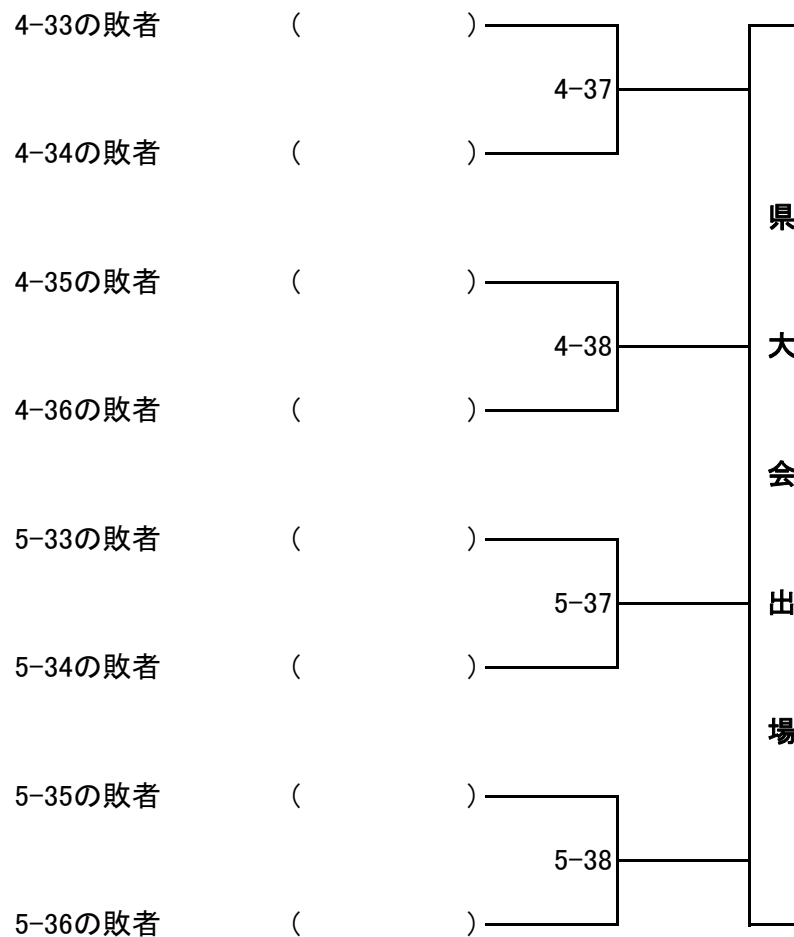 4-33の敗者 ( )
4-37
4-34の敗者 ( )
4-35の敗者 ( )
4-38
4-36の敗者 ( )
5-33の敗者 ( )
5-37
5-34の敗者 ( )
5-35の敗者 ( )
5-38
5-36の敗者 ( )
県大会出場